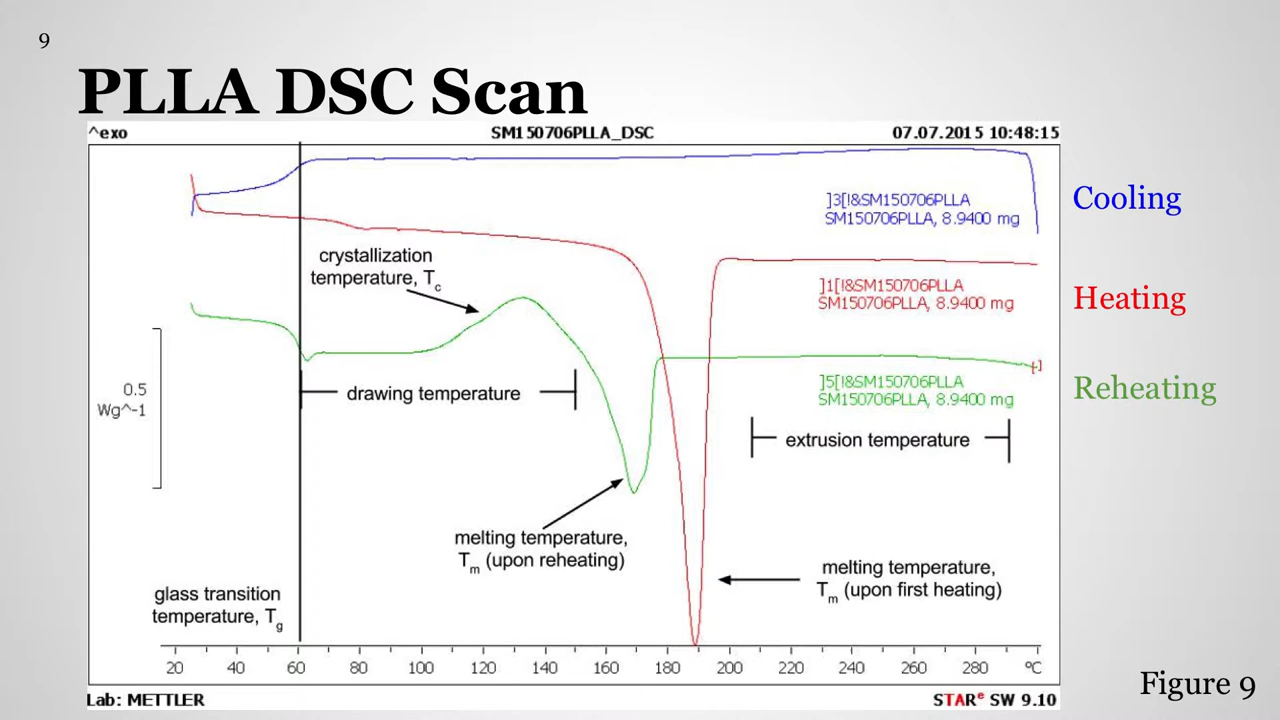 9
PLLA DSC Scan
^exo
SM150706PLLA_DSC
07.07.2015 10:48:15
]3[!&SM150706PLLA
SM150706PLLA, 8.9400 mg
Cooling
crystallization
temperature, Tc
]1[!&SM150706PLLA
SM150706PLLA, 8.9400 mg
Heating
[-]
0.5
Wg^-1
drawing temperature
]5[!&SM150706PLLA
SM150706PLLA, 8.9400 mg
Reheating
extrusion temperature
melting temperature,
Tm (upon reheating)
melting temperature,
Tm (upon first heating)
glass transition
temperature, Tg
20 40 60 80 100 120 140 160 180 200 220 240 260 280 ºC
Lab: METTLER
STARe SW 9.10
Figure 9